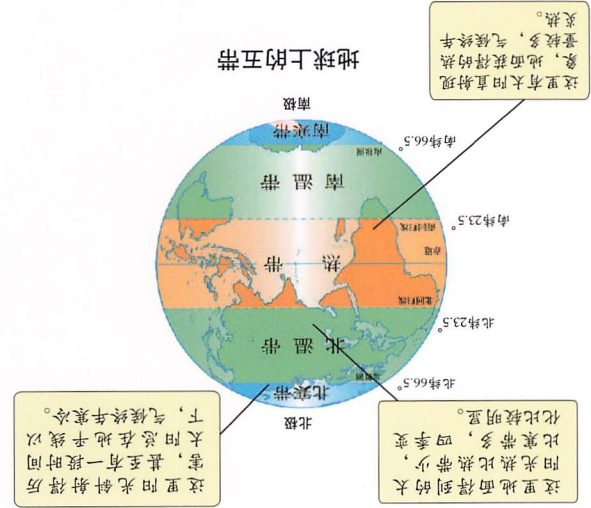 这里地面得到的太
阳光热比热带少，
比寒带多，四季变
化比较明显。
这里阳光斜射得厉
害，甚至有一段时间
太阳总在地平线以
下，气候终年寒冷。
北极
北纬66.5°
北寒带
北极圈
北温带
北纬23.5°
北回归线
热带
赤道
南回归线
南纬23.5°
南温带
南极圈
南纬66.5°
南寒带
南极
这里有太阳直射现
象，地面获得的热
量较多，气候终年
炎热。
地球上的五带